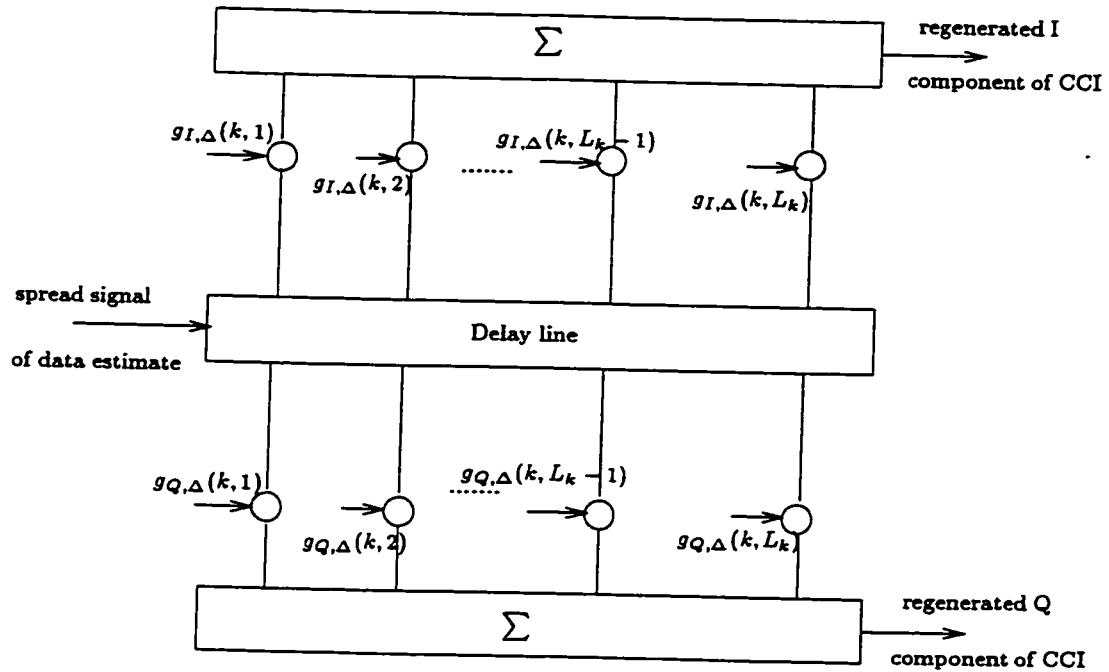 regenerated I
Σ
component of CCI
g_{I,Δ}(k, 1)
g_{I,Δ}(k, L_k - 1)
g_{I,Δ}(k, 2)
.......
g_{I,Δ}(k, L_k)
spread signal
Delay line
of data estimate
g_{Q,Δ}(k, 1)
g_{Q,Δ}(k, L_k - 1)
.......
g_{Q,Δ}(k, 2)
g_{Q,Δ}(k, L_k)
regenerated Q
Σ
component of CCI